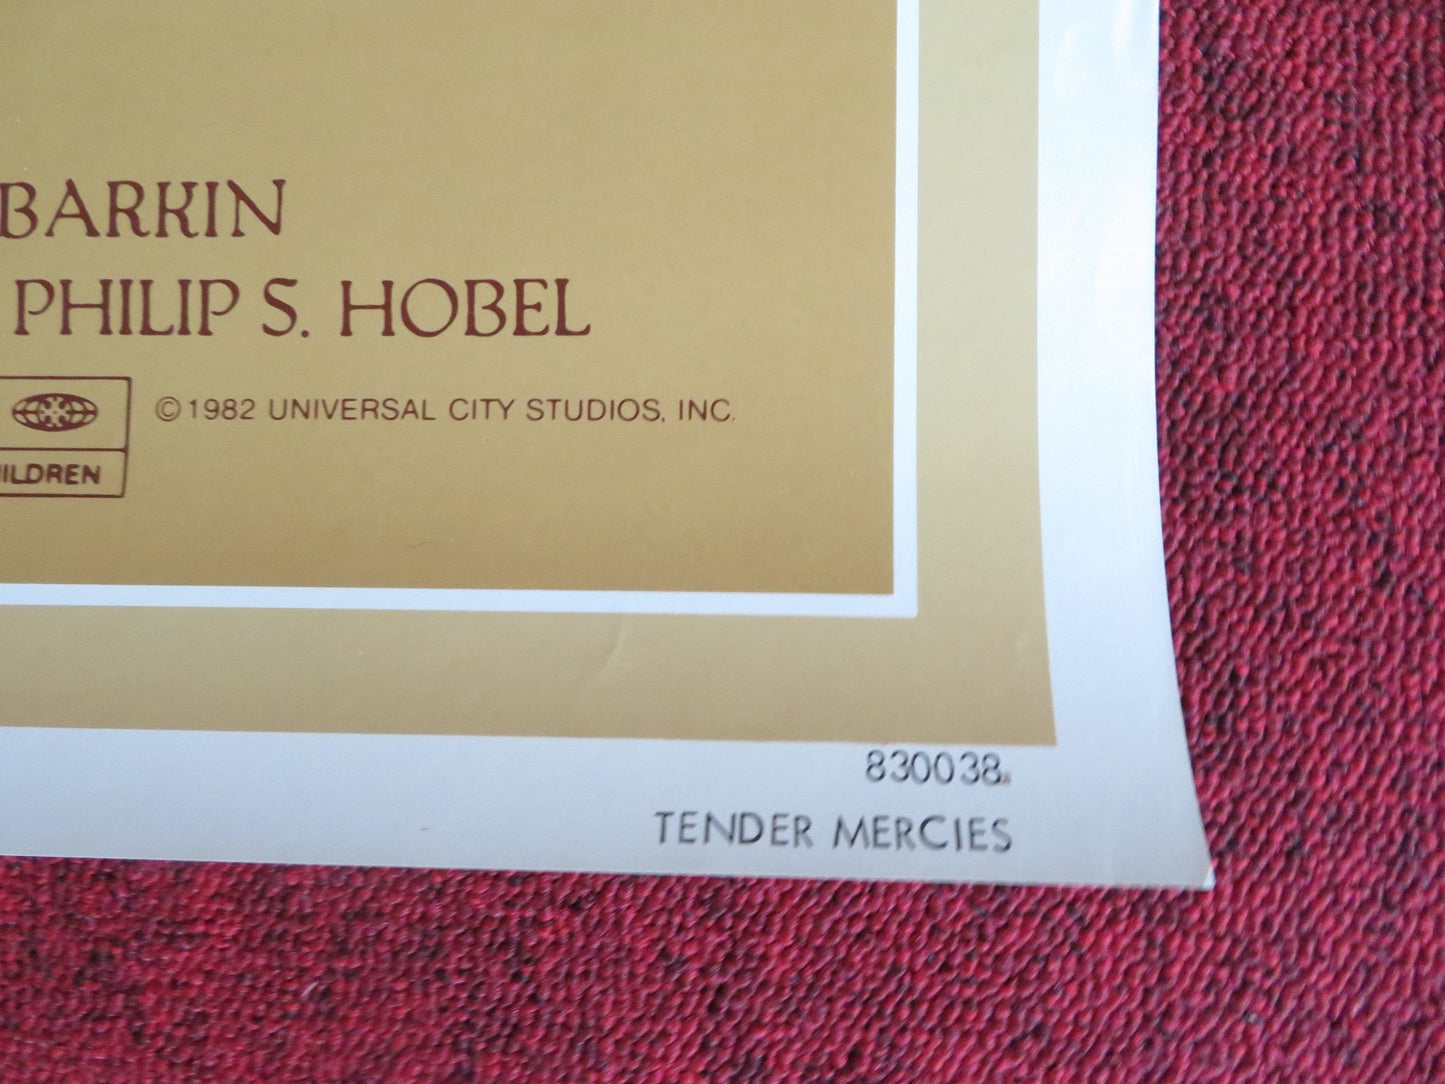 BARKIN
PHILIP S. HOBEL
© 1982 UNIVERSAL CITY STUDIOS, INC.
ILDREN
830038
TENDER MERCIES